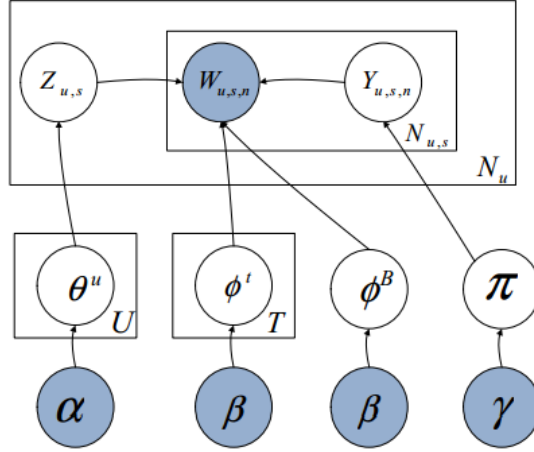 Z_{u,s} W_{u,s,n} Y_{u,s,n}
N_{u,s}
N_u
θ^u U ϕ^t T ϕ^B π
α β β γ